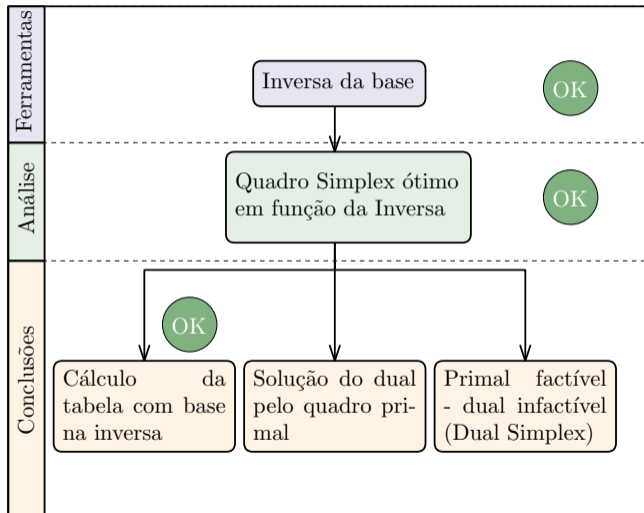 Ferramentas
Inversa da base
OK
Análise
Quadro Simplex ótimo
em função da Inversa
OK
Conclusões
OK
Cálculo da
tabela com base
na inversa
Solução do dual
pelo quadro pri-
mal
Primal factível
- dual infactível
(Dual Simplex)